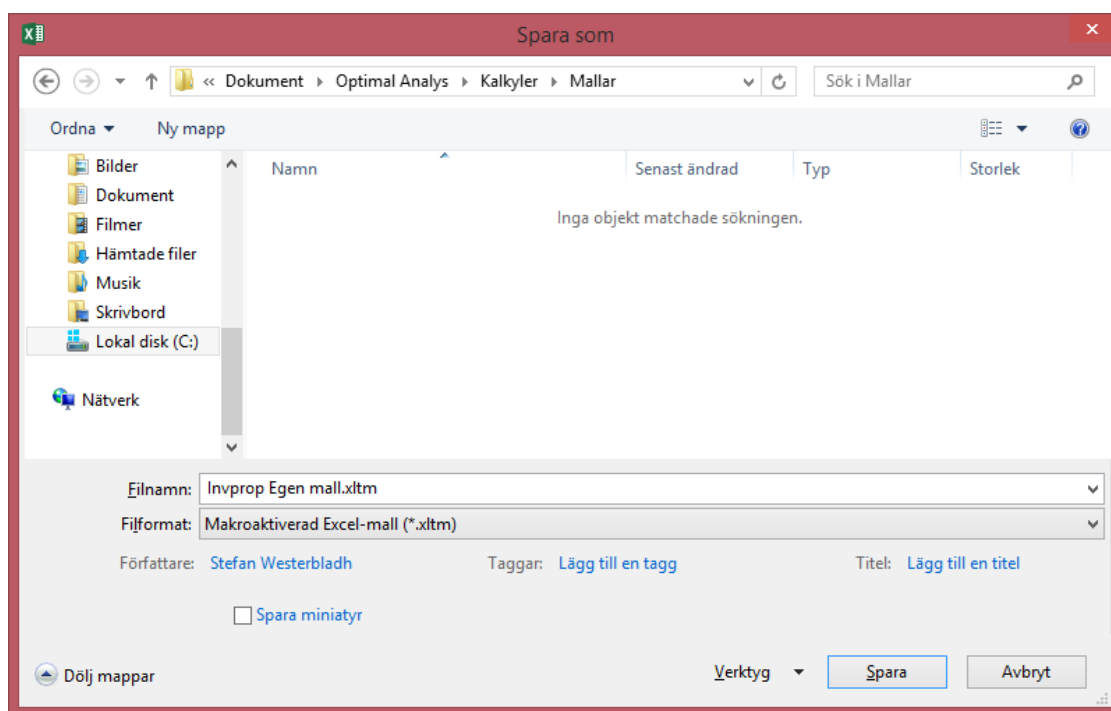 Spara som
« Dokument Optimal Analys Kalkyler Mallar Sök i Mallar
Ordna Ny mapp
Namn Senast ändrad Typ Storlek
Bilder
Dokument
Filmer
Hämtade filer
Musik
Skrivbord
Lokal disk (C:)
Nätverk
Inga objekt matchade sökningen.
Filnamn: Invprop Egen mall.xltm
Filformat: Makroaktiverad Excel-mall (*.xltm)
Författare: Stefan Westerbladh Taggar: Lägg till en tagg Titel: Lägg till en titel
Spara miniatyr
Dölj mappar Verktyg Spara Avbryt